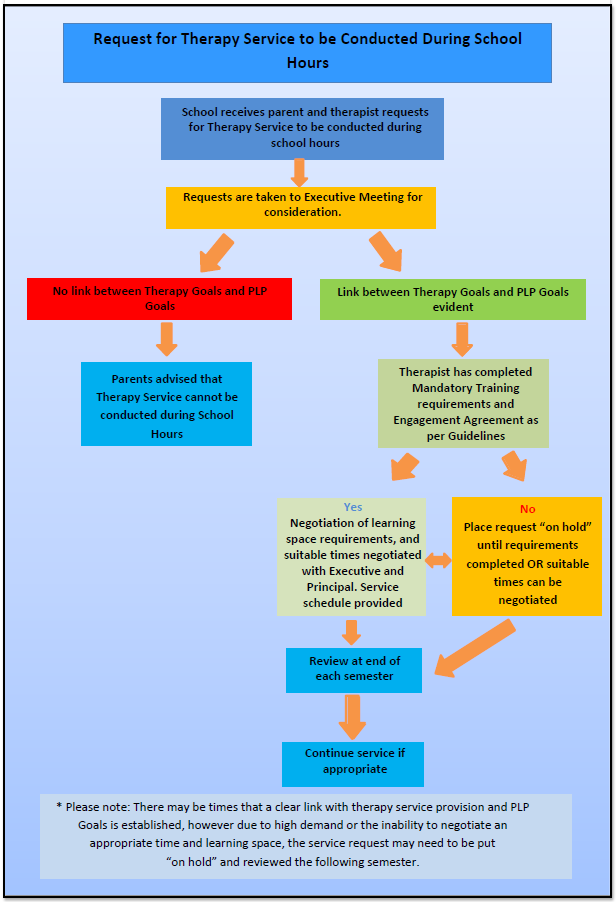 Request for Therapy Service to be Conducted During School
Hours
School receives parent and therapist requests
for Therapy Service to be conducted during
school hours
Requests are taken to Executive Meeting for
consideration.
No link between Therapy Goals and PLP
Goals
Link between Therapy Goals and PLP Goals
evident
Parents advised that
Therapy Service cannot be
conducted during School
Hours
Therapist has completed
Mandatory Training
requirements and
Engagement Agreement as
per Guidelines
Yes
Negotiation of learning
space requirements, and
suitable times negotiated
with Executive and
Principal. Service
schedule provided
No
Place request “on hold”
until requirements
completed OR suitable
times can be
negotiated
Review at end of
each semester
Continue service if
appropriate
* Please note: There may be times that a clear link with therapy service provision and PLP
Goals is established, however due to high demand or the inability to negotiate an
appropriate time and learning space, the service request may need to be put
“on hold” and reviewed the following semester.